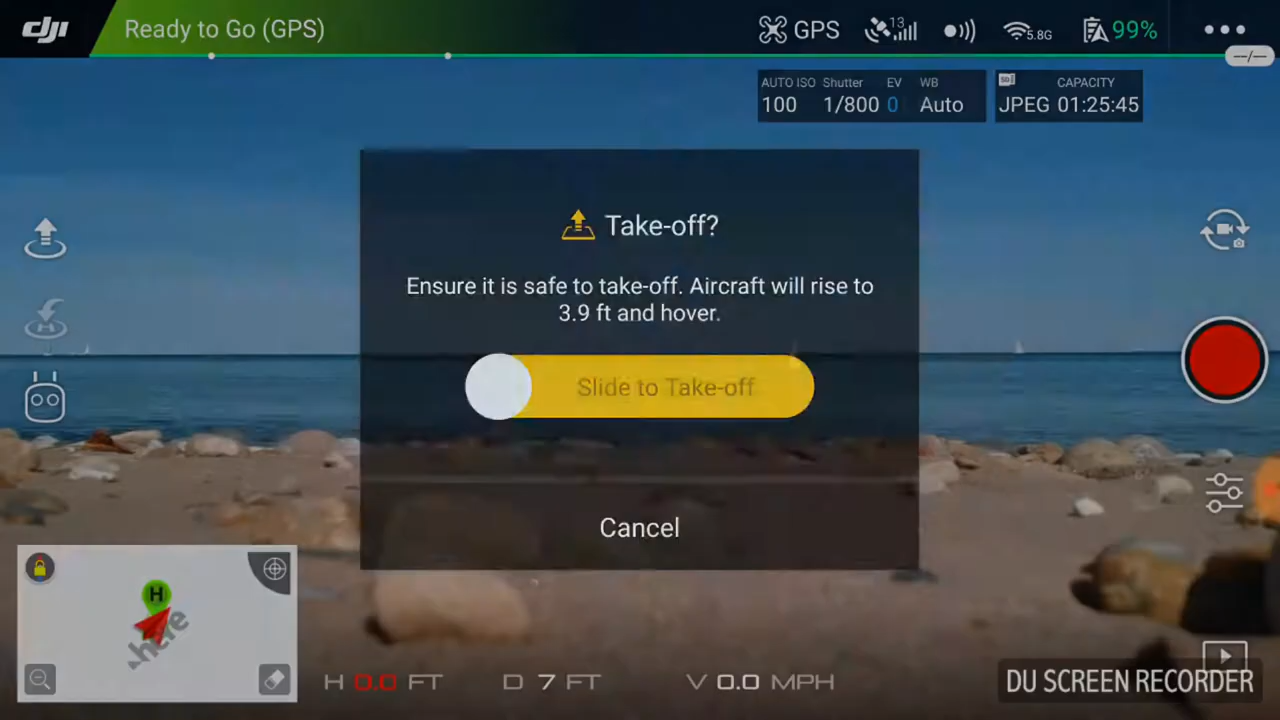 dji
Ready to Go (GPS)
GPS
13
5.8G
99%
--/--
AUTO ISO Shutter EV WB
100 1/800 0 Auto
SD CAPACITY
JPEG 01:25:45
Take-off?
Ensure it is safe to take-off. Aircraft will rise to
3.9 ft and hover.
Slide to Take-off
Cancel
H
here
H 0.0 FT D 7 FT V 0.0 MPH
DU SCREEN RECORDER